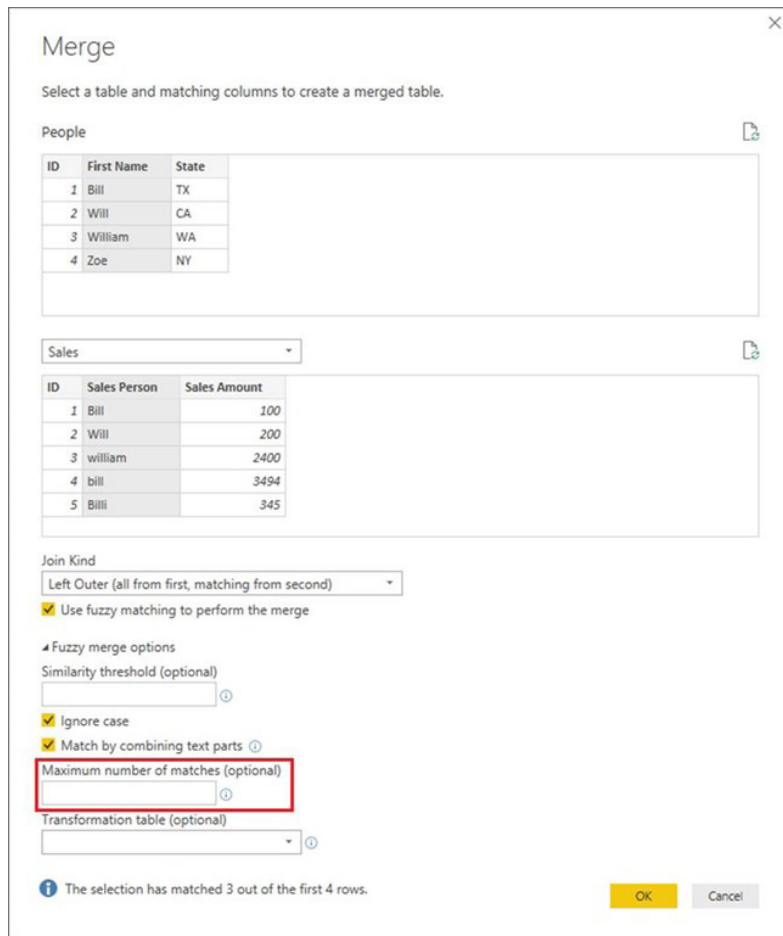 Merge
Select a table and matching columns to create a merged table.
People
ID First Name State
1 Bill TX
2 Will CA
3 William WA
4 Zoe NY
Sales
ID Sales Person Sales Amount
1 Bill 100
2 Will 200
3 william 2400
4 bill 3494
5 Billi 345
Join Kind
Left Outer (all from first, matching from second)
Use fuzzy matching to perform the merge
Fuzzy merge options
Similarity threshold (optional)
Ignore case
Match by combining text parts
Maximum number of matches (optional)
Transformation table (optional)
The selection has matched 3 out of the first 4 rows.
OK Cancel